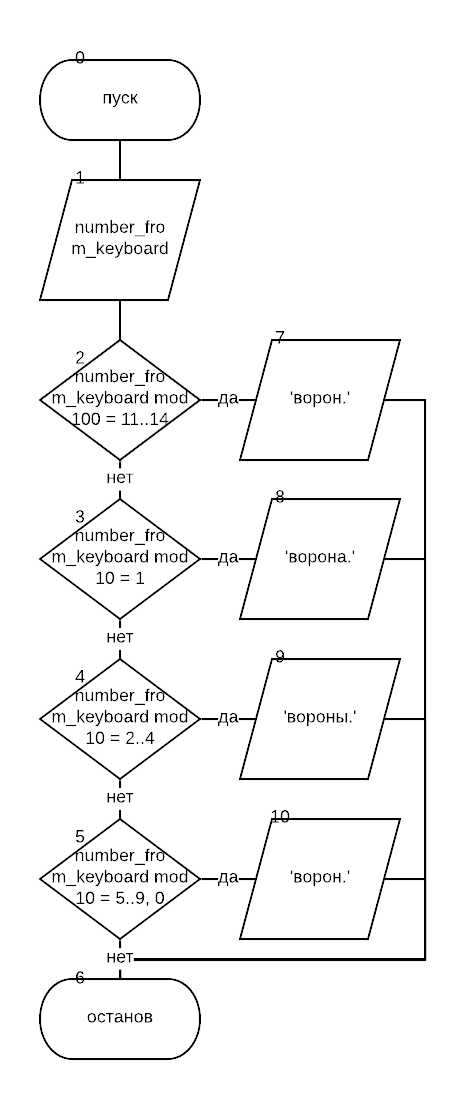 0
пуск
1
number_fro
m_keyboard
2
number_fro
m_keyboard mod
100 = 11..14
да
7
'ворон.'
нет
3
number_fro
m_keyboard mod
10 = 1
да
8
'ворона.'
нет
4
number_fro
m_keyboard mod
10 = 2..4
да
9
'вороны.'
нет
5
number_fro
m_keyboard mod
10 = 5..9, 0
да
10
'ворон.'
нет
6
останов